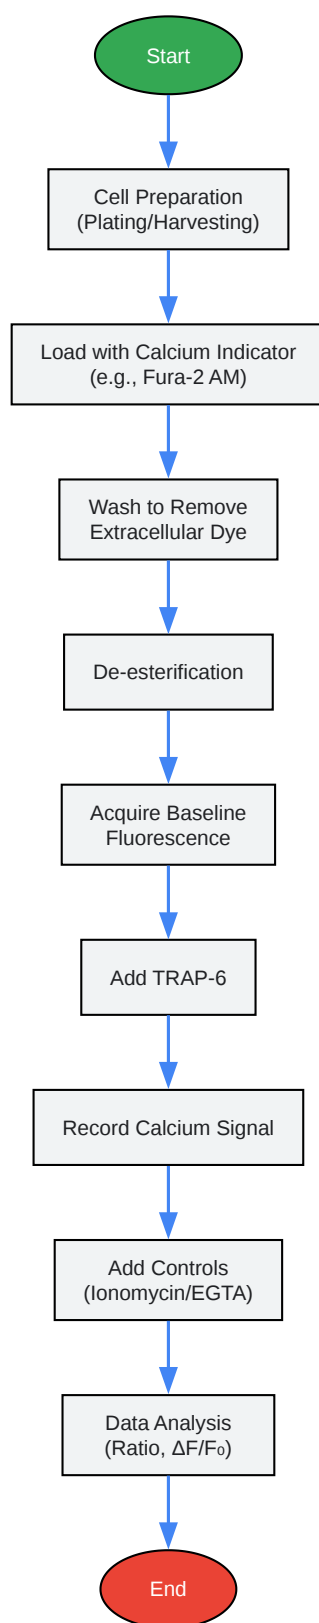 Start
Cell Preparation
(Plating/Harvesting)
Load with Calcium Indicator
(e.g., Fura-2 AM)
Wash to Remove
Extracellular Dye
De-esterification
Acquire Baseline
Fluorescence
Add TRAP-6
Record Calcium Signal
Add Controls
(Ionomycin/EGTA)
Data Analysis
(Ratio, ΔF/F₀)
End